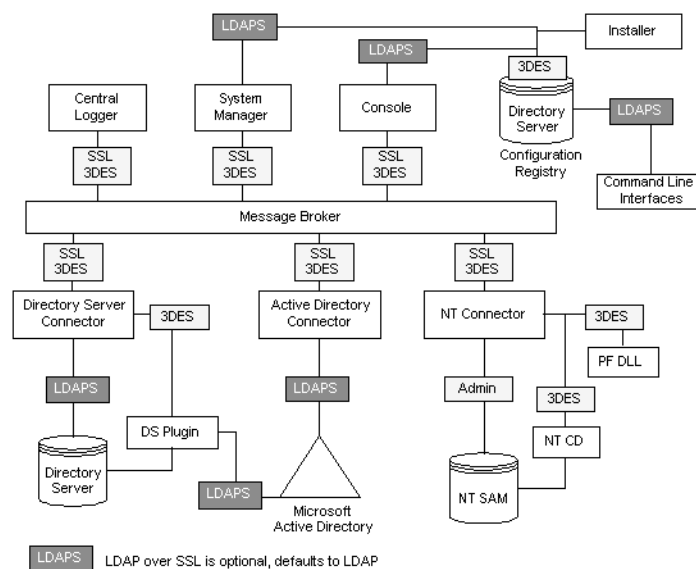 LDAPS
Installer
LDAPS
3DES
Central
Logger
System
Manager
Console
Directory
Server
LDAPS
Configuration
Registry
SSL
3DES
SSL
3DES
SSL
3DES
Command Line
Interfaces
Message Broker
SSL
3DES
SSL
3DES
SSL
3DES
Directory Server
Connector
3DES
Active Directory
Connector
NT Connector
3DES
PF DLL
LDAPS
LDAPS
Admin
3DES
DS Plugin
NT CD
Directory
Server
LDAPS
NT SAM
Microsoft
Active Directory
LDAPS LDAP over SSL is optional, defaults to LDAP